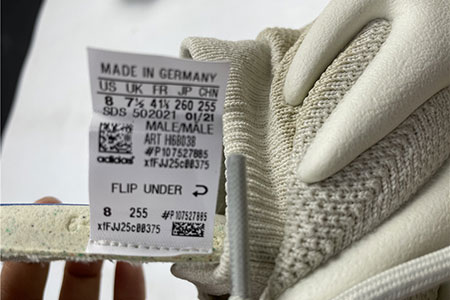 MADE IN GERMANY
US UK FR JP CHN
8 7½ 41⅓ 260 255
SDS 502021 01/21
MALE/MÂLE
ART H68038
#P107527885
adidas xfFJJ25c00375
FLIP UNDER
8 255
#P107527885
xfFJJ25c00375